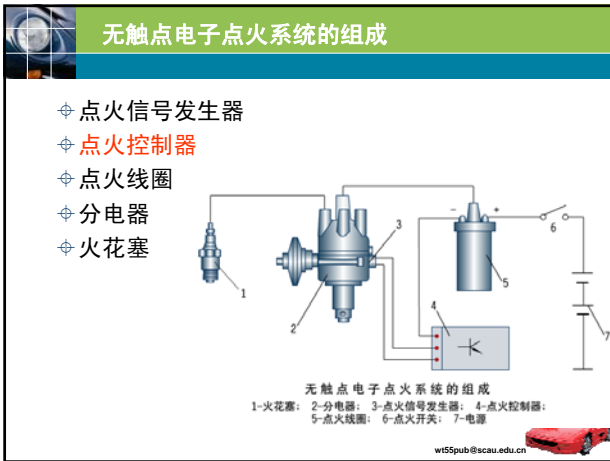 无触点电子点火系统的组成
点火信号发生器
点火控制器
点火线圈
分电器
火花塞
- +
3
6
1
5
2
4
7
无触点电子点火系统的组成
1-火花塞； 2-分电器； 3-点火信号发生器； 4-点火控制器；
5-点火线圈； 6-点火开关； 7-电源
wt55pub@scau.edu.cn